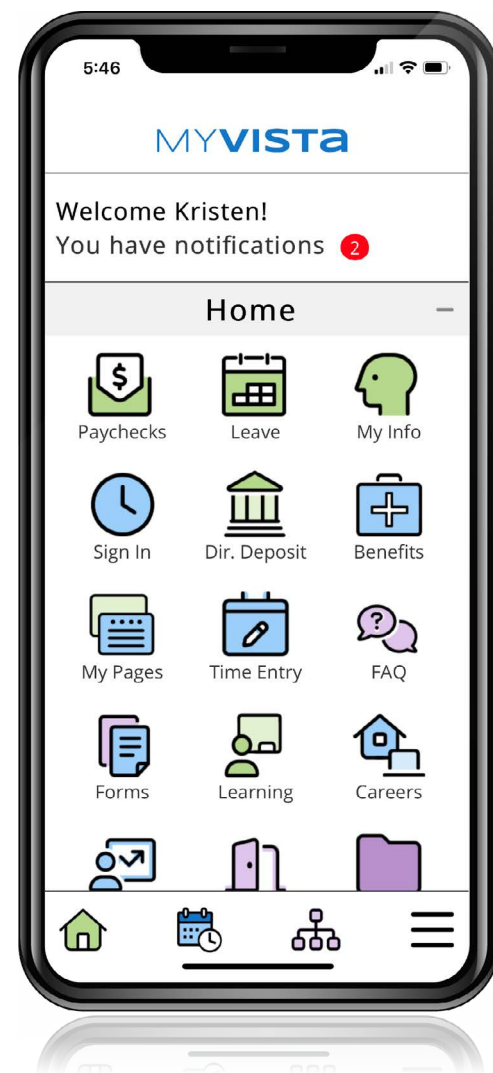 5:46
MYVISTa
Welcome Kristen!
You have notifications 2
Home
$
Paychecks Leave My Info
Sign In Dir. Deposit Benefits
?
My Pages Time Entry FAQ
Forms Learning Careers